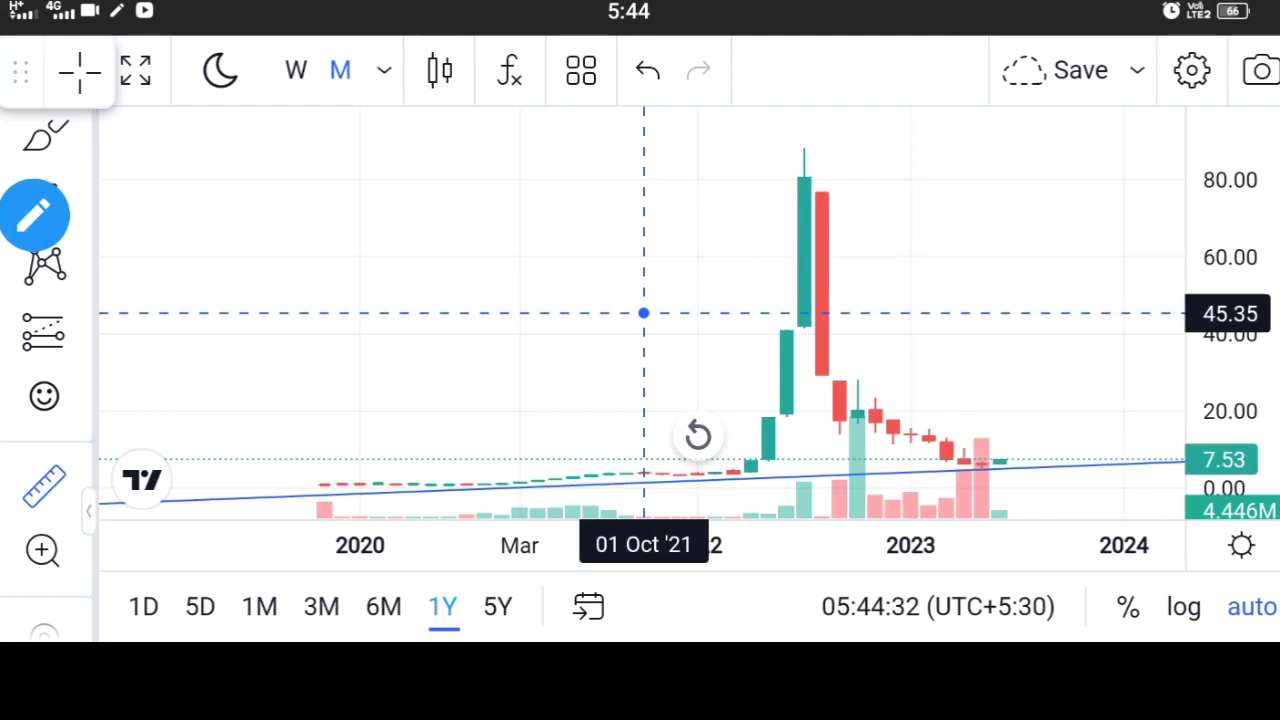 H+ 4G 5:44 Vo) LTE2 66
W M Save
80.00
60.00
45.35
40.00
20.00
7.53
0.00
4.446M
2020 Mar 01 Oct '21 2 2023 2024
1D 5D 1M 3M 6M 1Y 5Y 05:44:32 (UTC+5:30) % log auto